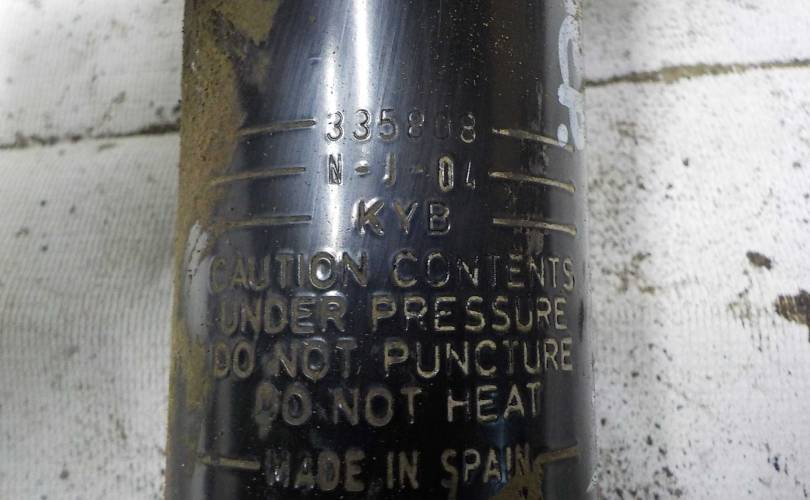 335808
N-J-04
KYB
CAUTION CONTENTS
UNDER PRESSURE
DO NOT PUNCTURE
DO NOT HEAT
MADE IN SPAIN